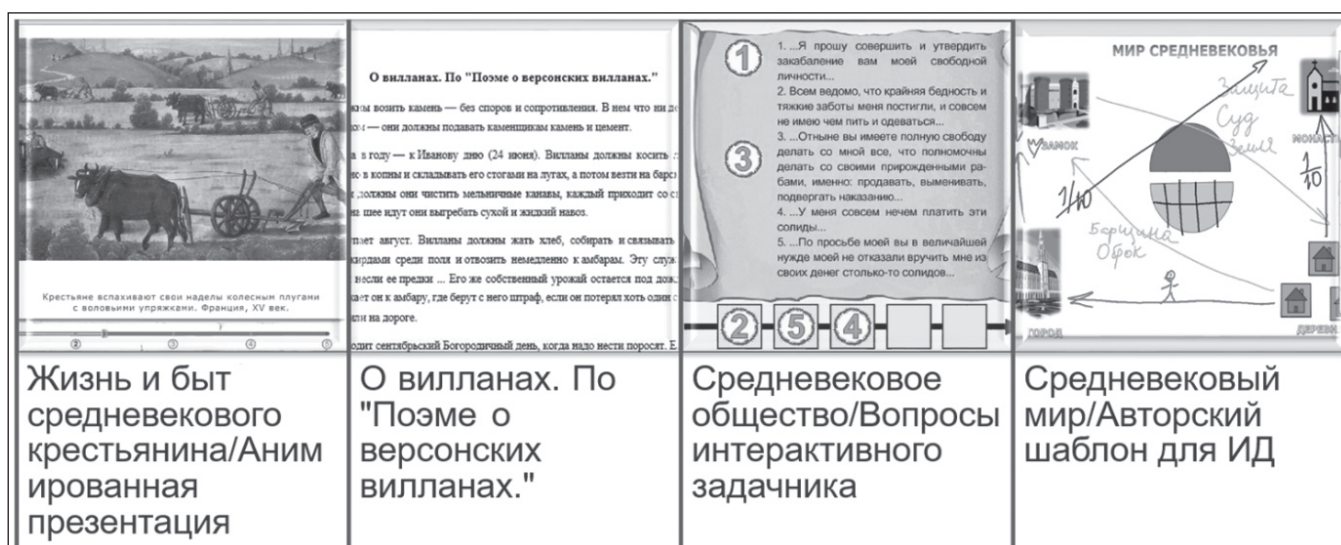 Крестьяне вспахивают свои наделы колесным плугами
с воловьими упряжками. Франция, XV век.
2 3 4 5
Жизнь и быт
средневекового
крестьянина/Аним
ированная
презентация
О вилланах. По "Поэме о версонских вилланах."
возить камень — без споров и сопротивления. В нем что ни
— они должны подавать каменщикам камень и цемент.
в году — к Иванову дню (24 июня). Вилланы должны косить
в копны и складывать его стогами на лугах, а потом везти на
должны они чистить мельничные канавы, каждый приходит со
на шее идут они выгребать сухой и жидкий навоз.
август. Вилланы должны жать хлеб, собирать и связывать
среди поля и отвозить немедленно к амбарам. Эту
несли ее предки ... Его же собственный урожай остается под
он к амбару, где берут с него штраф, если он потерял хоть один
или на дороге.
сентябрьский Богородичный день, когда надо нести поросят.
О вилланах. По
"Поэме о
версонских
вилланах."
1
3
1. ...Я прошу совершить и утвердить
закабаление вам моей свободной
личности...
2. Всем ведомо, что крайняя бедность и
тяжкие заботы меня постигли, и совсем
не имею чем пить и одеваться...
3. ...Отныне вы имеете полную свободу
делать со мной все, что полномочны
делать со своими прирожденными ра-
бами, именно: продавать, выменивать,
подвергать наказанию...
4. ...У меня совсем нечем платить эти
солиды...
5. ...По просьбе моей вы в величайшей
нужде моей не отказали вручить мне из
своих денег столько-то солидов...
2 5 4
Средневековое
общество/Вопросы
интерактивного
задачника
МИР СРЕДНЕВЕКОВЬЯ
Защита
Суд
Земля
ЗАМОК
1/10
1/10
Барщина
Оброк
ГОРОД
Средневековый
мир/Авторский
шаблон для ИД